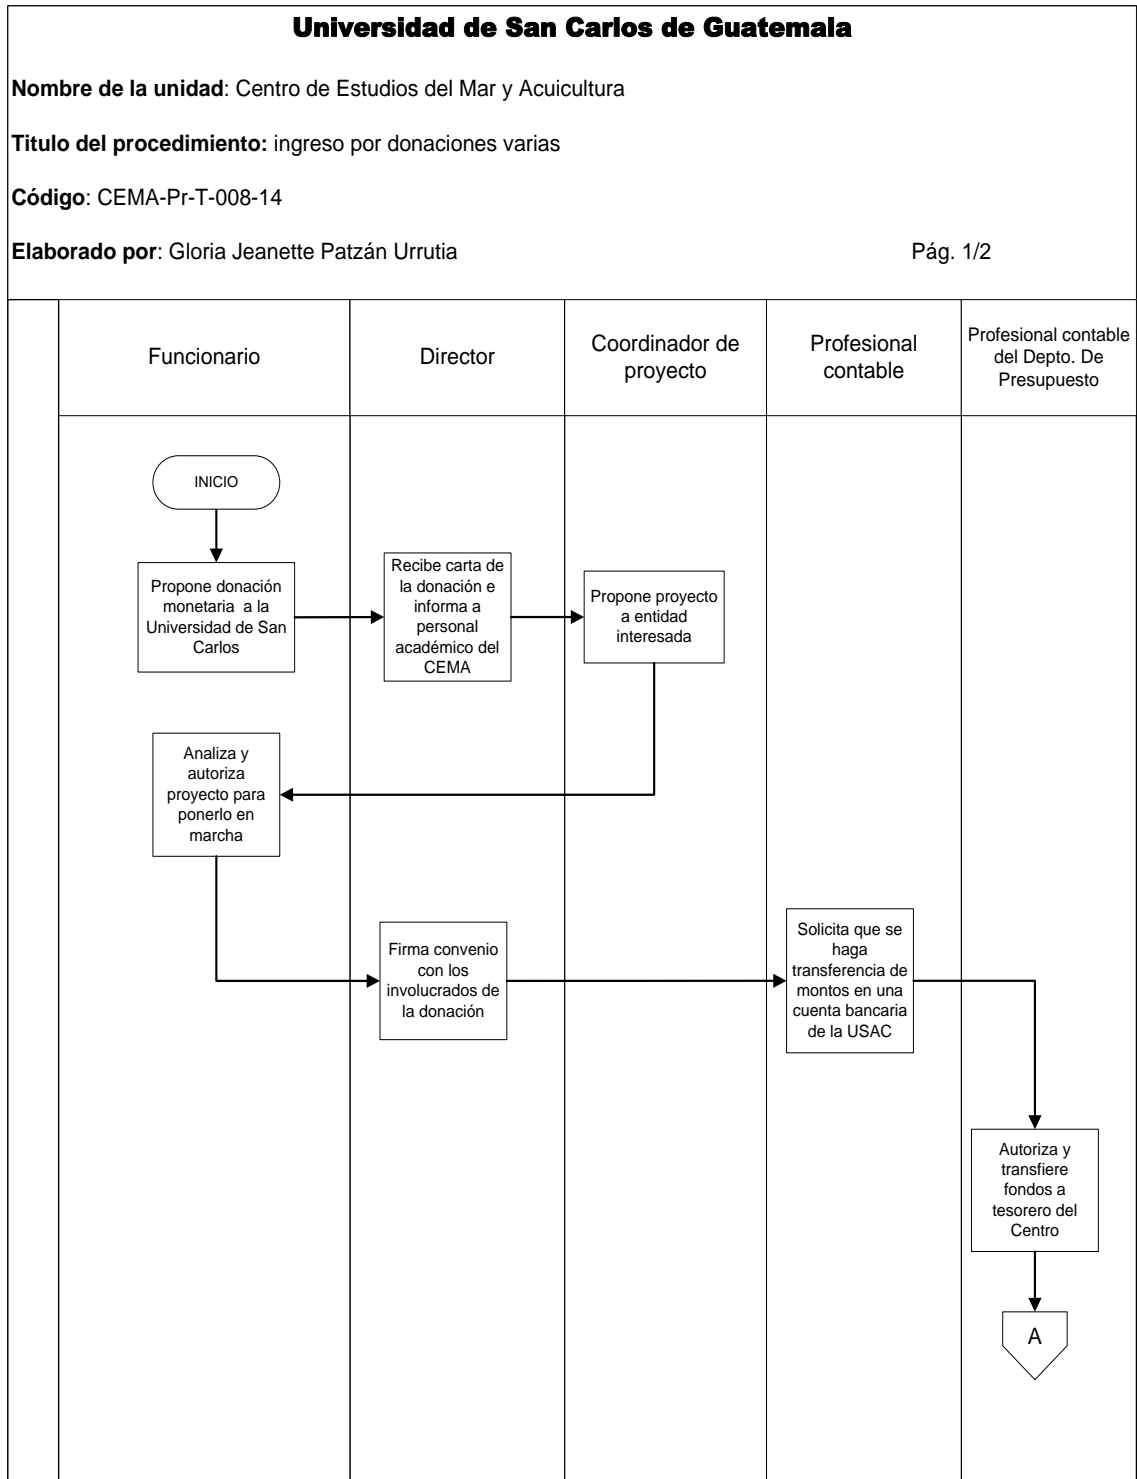 Universidad de San Carlos de Guatemala
Nombre de la unidad: Centro de Estudios del Mar y Acuicultura
Titulo del procedimiento: ingreso por donaciones varias
Código: CEMA-Pr-T-008-14
Elaborado por: Gloria Jeanette Patzán Urrutia Pág. 1/2
Funcionario
Director
Coordinador de
proyecto
Profesional
contable
Profesional contable
del Depto. De
Presupuesto
INICIO
Propone donación
monetaria a la
Universidad de San
Carlos
Recibe carta de
la donación e
informa a
personal
académico del
CEMA
Propone proyecto
a entidad
interesada
Analiza y
autoriza
proyecto para
ponerlo en
marcha
Firma convenio
con los
involucrados de
la donación
Solicita que se
haga
transferencia de
montos en una
cuenta bancaria
de la USAC
Autoriza y
transfiere
fondos a
tesorero del
Centro
A